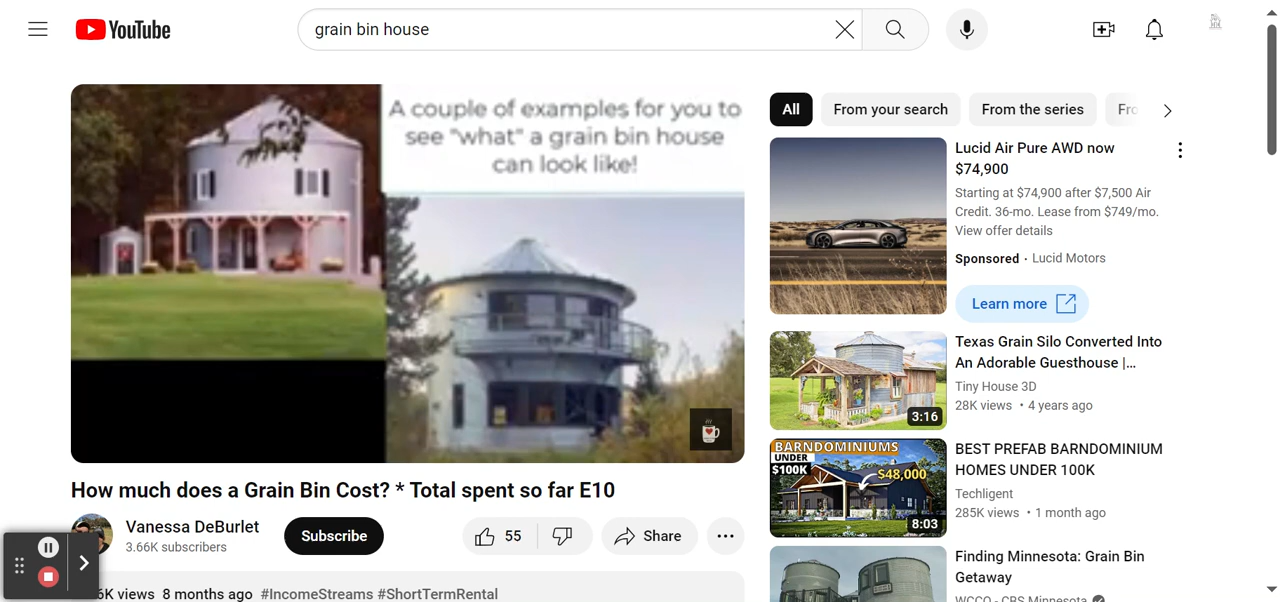 YouTube
grain bin house
A couple of examples for you to
see "what" a grain bin house
can look like!
How much does a Grain Bin Cost? * Total spent so far E10
Vanessa DeBurlet
3.66K subscribers
Subscribe
55
Share
6K views 8 months ago #IncomeStreams #ShortTermRental
All
From your search
From the series
Fro
Lucid Air Pure AWD now
$74,900
Starting at $74,900 after $7,500 Air
Credit. 36-mo. Lease from $749/mo.
View offer details
Sponsored · Lucid Motors
Learn more
3:16
Texas Grain Silo Converted Into
An Adorable Guesthouse |...
Tiny House 3D
28K views • 4 years ago
BARNDOMINIUMS
UNDER
$100K
$48,000
8:03
BEST PREFAB BARNDOMINIUM
HOMES UNDER 100K
Techligent
285K views • 1 month ago
Finding Minnesota: Grain Bin
Getaway
WCCO - CBS Minnesota